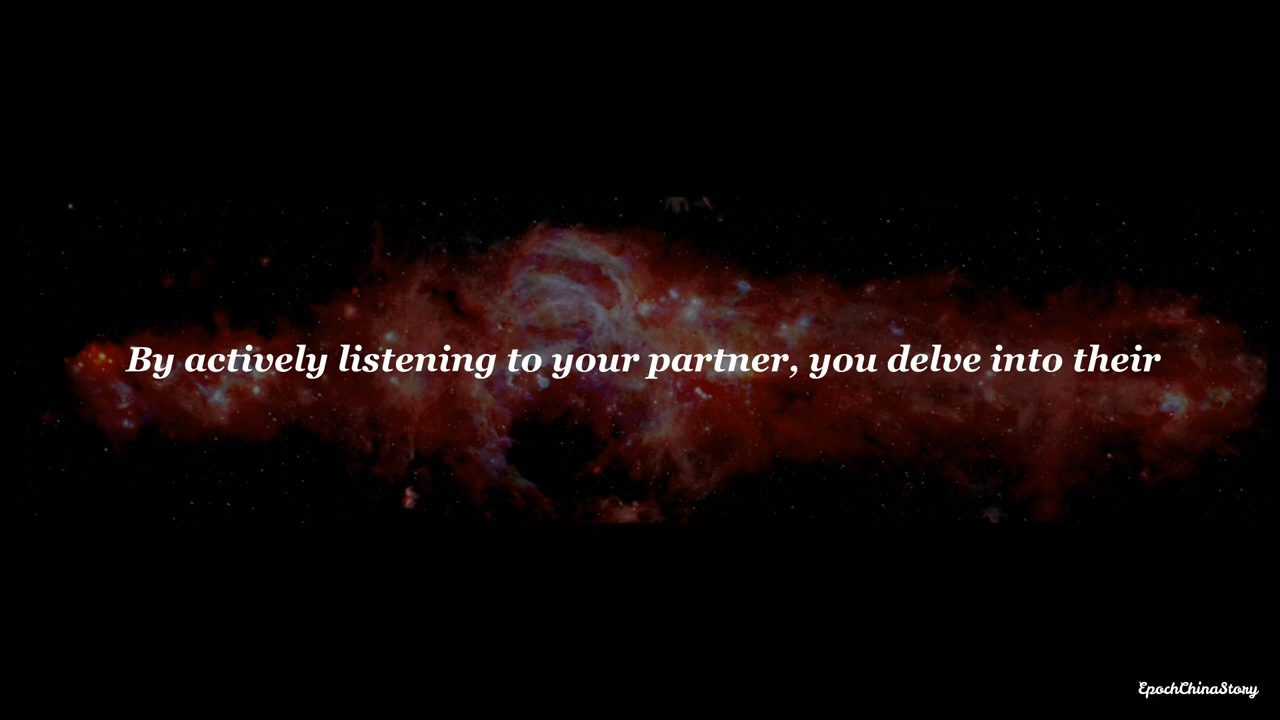 By actively listening to your partner, you delve into their
EpochChinaStory